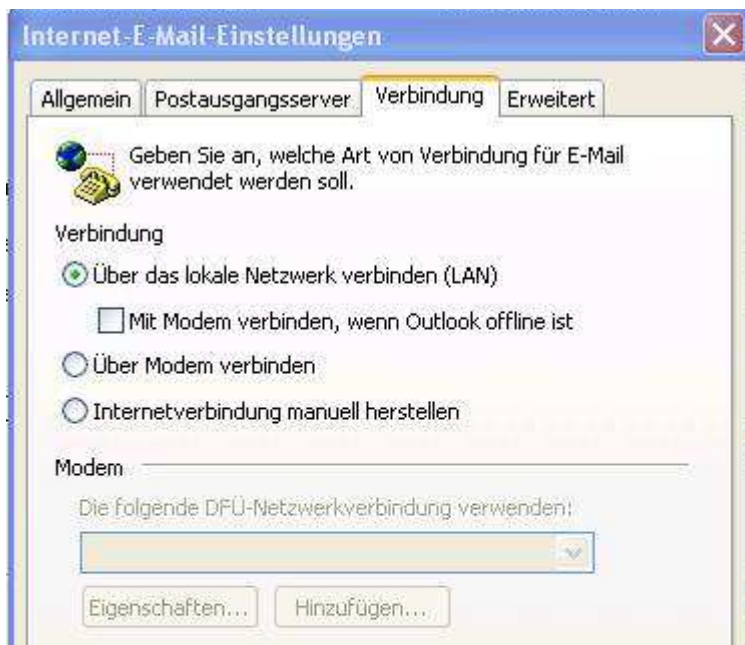 Internet-E-Mail-Einstellungen
Allgemein Postausgangsserver Verbindung Erweitert
Geben Sie an, welche Art von Verbindung für E-Mail
verwendet werden soll.
Verbindung
Über das lokale Netzwerk verbinden (LAN)
Mit Modem verbinden, wenn Outlook offline ist
Über Modem verbinden
Internetverbindung manuell herstellen
Modem
Die folgende DFÜ-Netzwerkverbindung verwenden:
Eigenschaften... Hinzufügen...